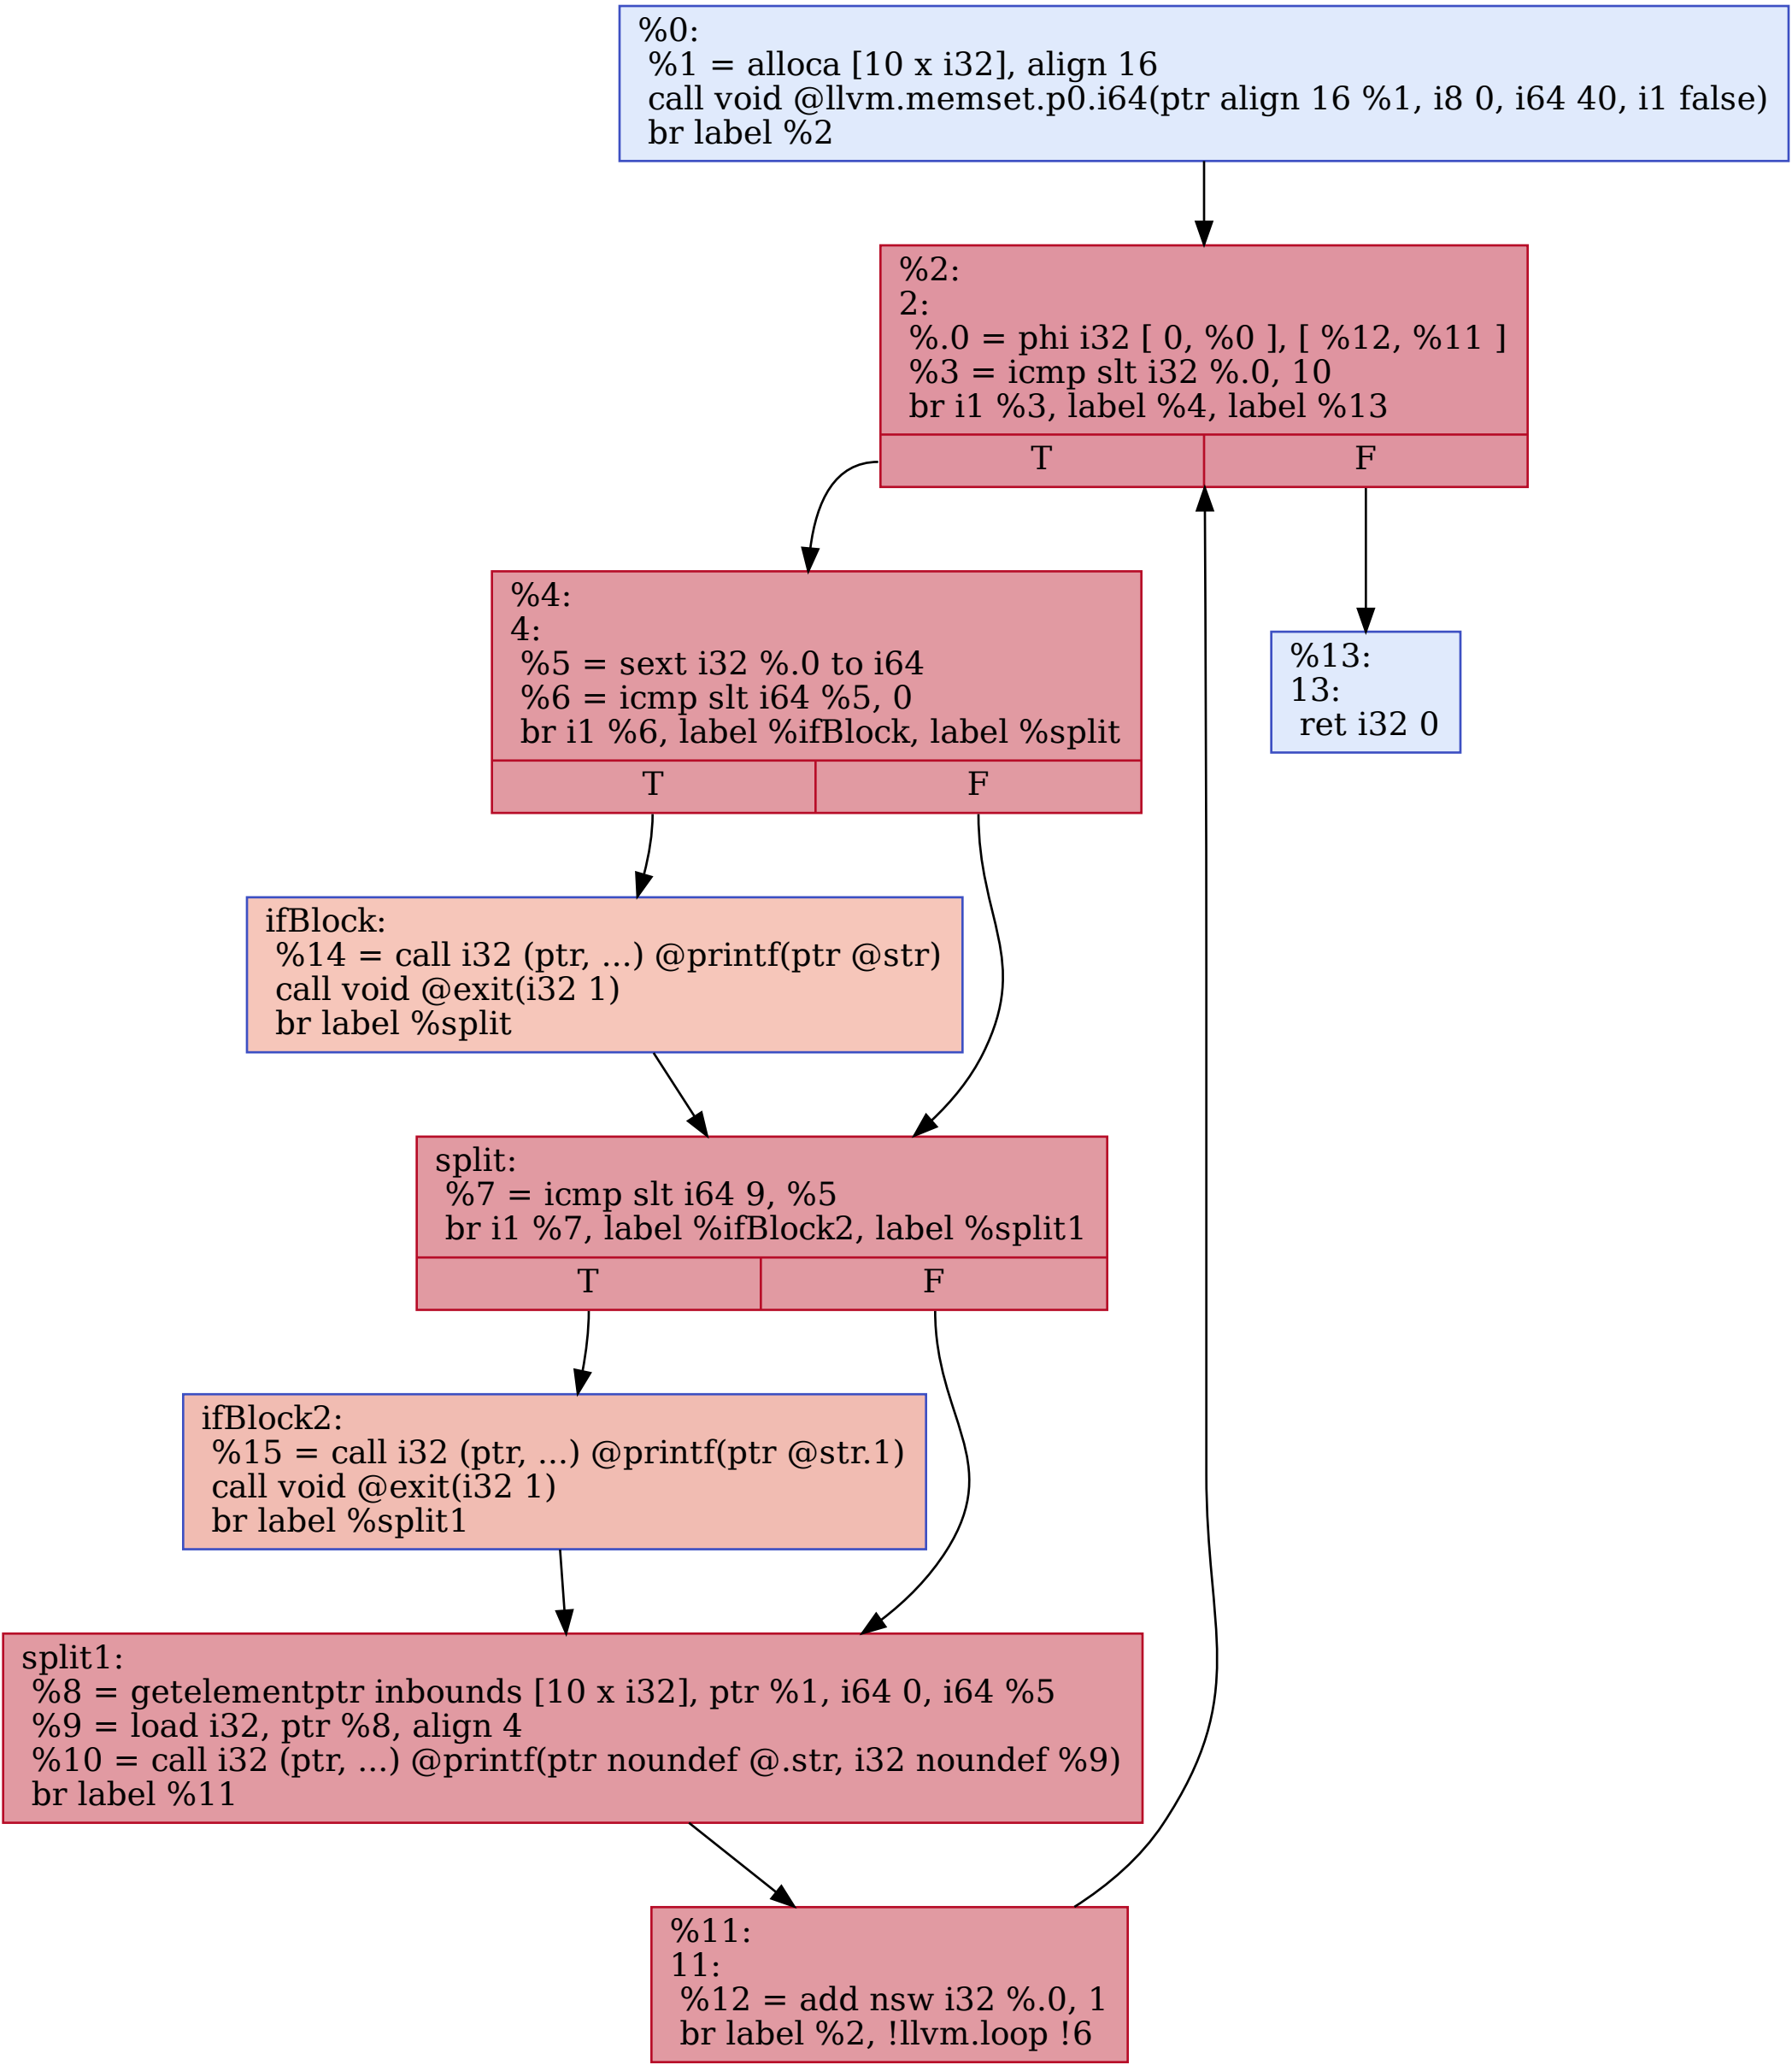 %0:
%1 = alloca [10 x i32], align 16
call void @llvm.memset.p0.i64(ptr align 16 %1, i8 0, i64 40, i1 false)
br label %2
%2:
2:
%.0 = phi i32 [ 0, %0 ], [ %12, %11 ]
%3 = icmp slt i32 %.0, 10
br i1 %3, label %4, label %13
T F
%4:
4:
%5 = sext i32 %.0 to i64
%6 = icmp slt i64 %5, 0
br i1 %6, label %ifBlock, label %split
T F
%13:
13:
ret i32 0
ifBlock:
%14 = call i32 (ptr, ...) @printf(ptr @str)
call void @exit(i32 1)
br label %split
split:
%7 = icmp slt i64 9, %5
br i1 %7, label %ifBlock2, label %split1
T F
ifBlock2:
%15 = call i32 (ptr, ...) @printf(ptr @str.1)
call void @exit(i32 1)
br label %split1
split1:
%8 = getelementptr inbounds [10 x i32], ptr %1, i64 0, i64 %5
%9 = load i32, ptr %8, align 4
%10 = call i32 (ptr, ...) @printf(ptr noundef @.str, i32 noundef %9)
br label %11
%11:
11:
%12 = add nsw i32 %.0, 1
br label %2, !llvm.loop !6